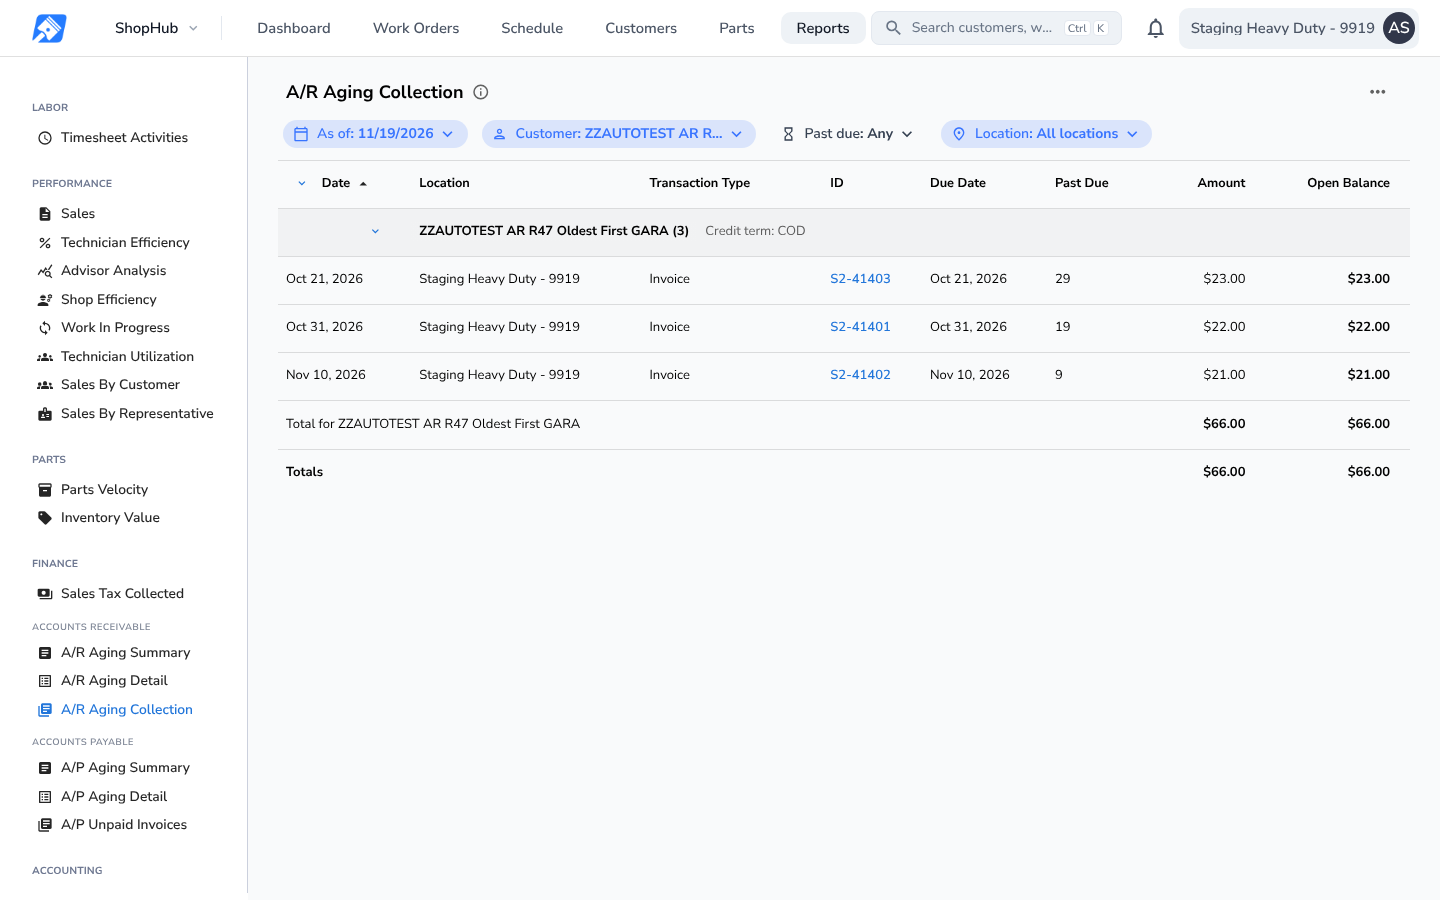 ShopHub
Dashboard
Work Orders
Schedule
Customers
Parts
Reports
Search customers, w...
Ctrl K
Staging Heavy Duty - 9919
AS
LABOR
Timesheet Activities
PERFORMANCE
Sales
Technician Efficiency
Advisor Analysis
Shop Efficiency
Work In Progress
Technician Utilization
Sales By Customer
Sales By Representative
PARTS
Parts Velocity
Inventory Value
FINANCE
Sales Tax Collected
ACCOUNTS RECEIVABLE
A/R Aging Summary
A/R Aging Detail
A/R Aging Collection
ACCOUNTS PAYABLE
A/P Aging Summary
A/P Aging Detail
A/P Unpaid Invoices
ACCOUNTING
A/R Aging Collection
As of: 11/19/2026
Customer: ZZAUTOTEST AR R...
Past due: Any
Location: All locations
Date Location Transaction Type ID Due Date Past Due Amount Open Balance
ZZAUTOTEST AR R47 Oldest First GARA (3) Credit term: COD
Oct 21, 2026 Staging Heavy Duty - 9919 Invoice S2-41403 Oct 21, 2026 29 $23.00 $23.00
Oct 31, 2026 Staging Heavy Duty - 9919 Invoice S2-41401 Oct 31, 2026 19 $22.00 $22.00
Nov 10, 2026 Staging Heavy Duty - 9919 Invoice S2-41402 Nov 10, 2026 9 $21.00 $21.00
Total for ZZAUTOTEST AR R47 Oldest First GARA $66.00 $66.00
Totals $66.00 $66.00